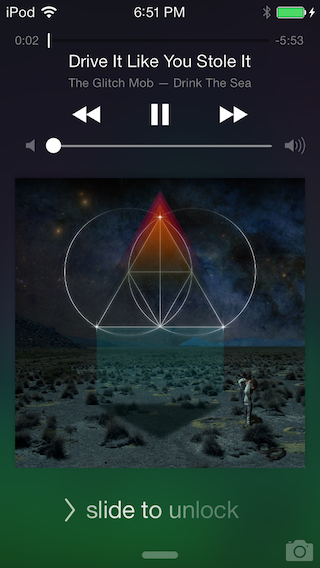 iPod 6:51 PM
0:02 -5:53
Drive It Like You Stole It
The Glitch Mob — Drink The Sea
slide to unlock